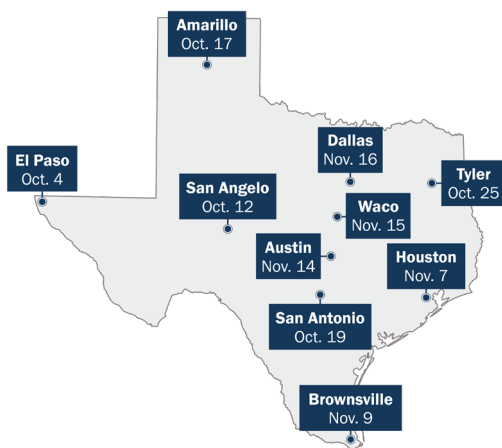 Amarillo
Oct. 17
Dallas
Nov. 16
El Paso
Oct. 4
Tyler
Oct. 25
San Angelo
Oct. 12
Waco
Nov. 15
Austin
Nov. 14
Houston
Nov. 7
San Antonio
Oct. 19
Brownsville
Nov. 9